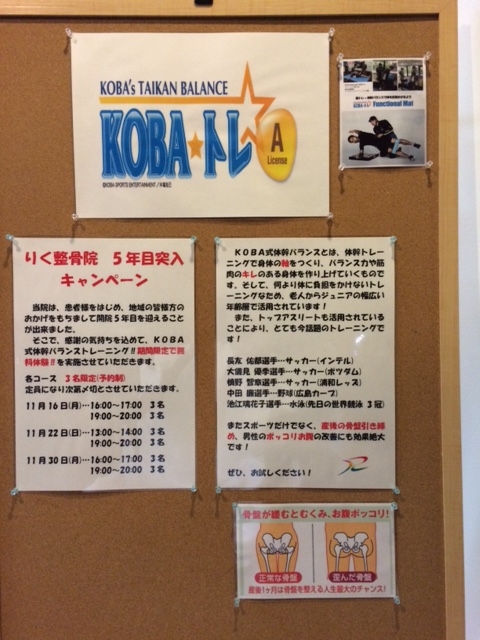 KOBA's TAIKAN BALANCE
KOBA★トレ
A
License
©KOBA SPORTS ENTERTAINMENT / 木場克己
Functional Mat
りく整骨院 5年目突入
キャンペーン
当院は、患者様をはじめ、地域の皆様方の
おかげをもちまして開院5年目を迎えること
が出来ました。
そこで、感謝の気持ちを込めて、KOBA
式体幹バランストレーニング!!期間限定で無
料体験!!を実施させていただきます。
各コース 3名限定(予約制)
定員になり次第〆切とさせていただきます。
11月16日(月)…16:00～17:00 3名
19:00～20:00 3名
11月22日(日)…13:00～14:00 3名
19:00～20:00 3名
11月30日(月)…16:00～17:00 3名
19:00～20:00 3名
KOBA式体幹バランスとは、体幹トレー
ニングで身体の軸をつくり、バランス力や筋
肉のキレのある身体を作り上げていくもので
す。そして、何より体に負担をかけないトレ
ーニングなため、老人からジュニアの幅広い
年齢層で活用されています!
また、トップアスリートも活用されている
ことにより、とても今話題のトレーニングで
す!
長友 佑都選手…サッカー(インテル)
大儀見 優季選手…サッカー(ポツダム)
槙野 智章選手…サッカー(浦和レッズ)
中田 廉選手…野球(広島カープ)
池江璃花子選手…水泳(先日の世界競泳 3冠)
またスポーツだけでなく、産後の骨盤引き締
め、男性のポッコリお腹の改善にも効果絶大
です!
ぜひ、お試しください!
骨盤が緩むとむくみ、お腹ポッコリ!
正常な骨盤
歪んだ骨盤
産後1ヶ月は骨盤を整える人生最大のチャンス!